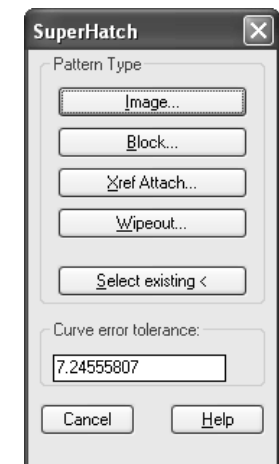 SuperHatch
Pattern Type
Image...
Block...
Xref Attach...
Wipeout...
Select existing <
Curve error tolerance:
7.24555807
Cancel
Help